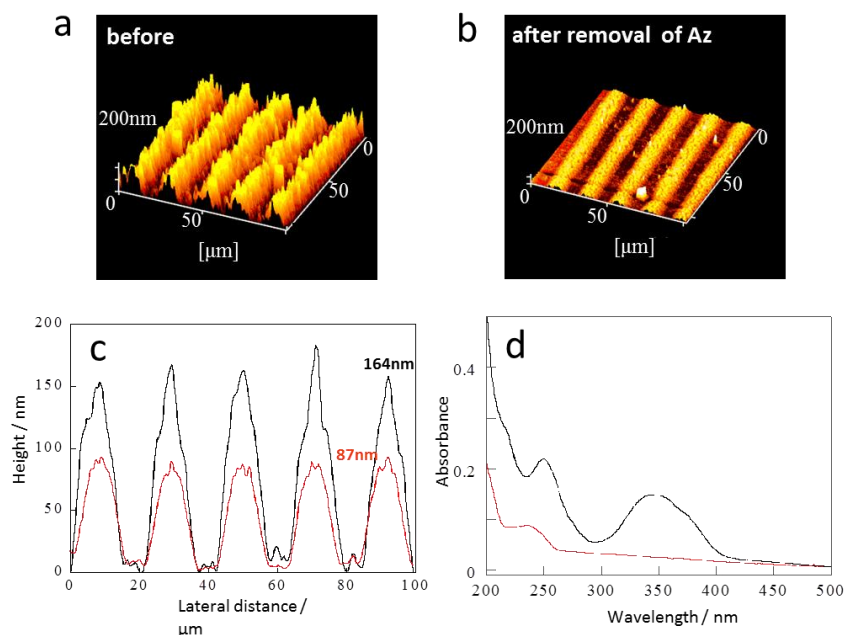 a
before
200nm
0
50
0
50
[μm]
b
after removal of Az
200nm
0
50
0
50
[μm]
c
200
150
100
50
0
0
20
40
60
80
100
164nm
87nm
Height / nm
Lateral distance /
μm
d
0.4
0.2
0
200
250
300
350
400
450
500
Absorbance
Wavelength / nm